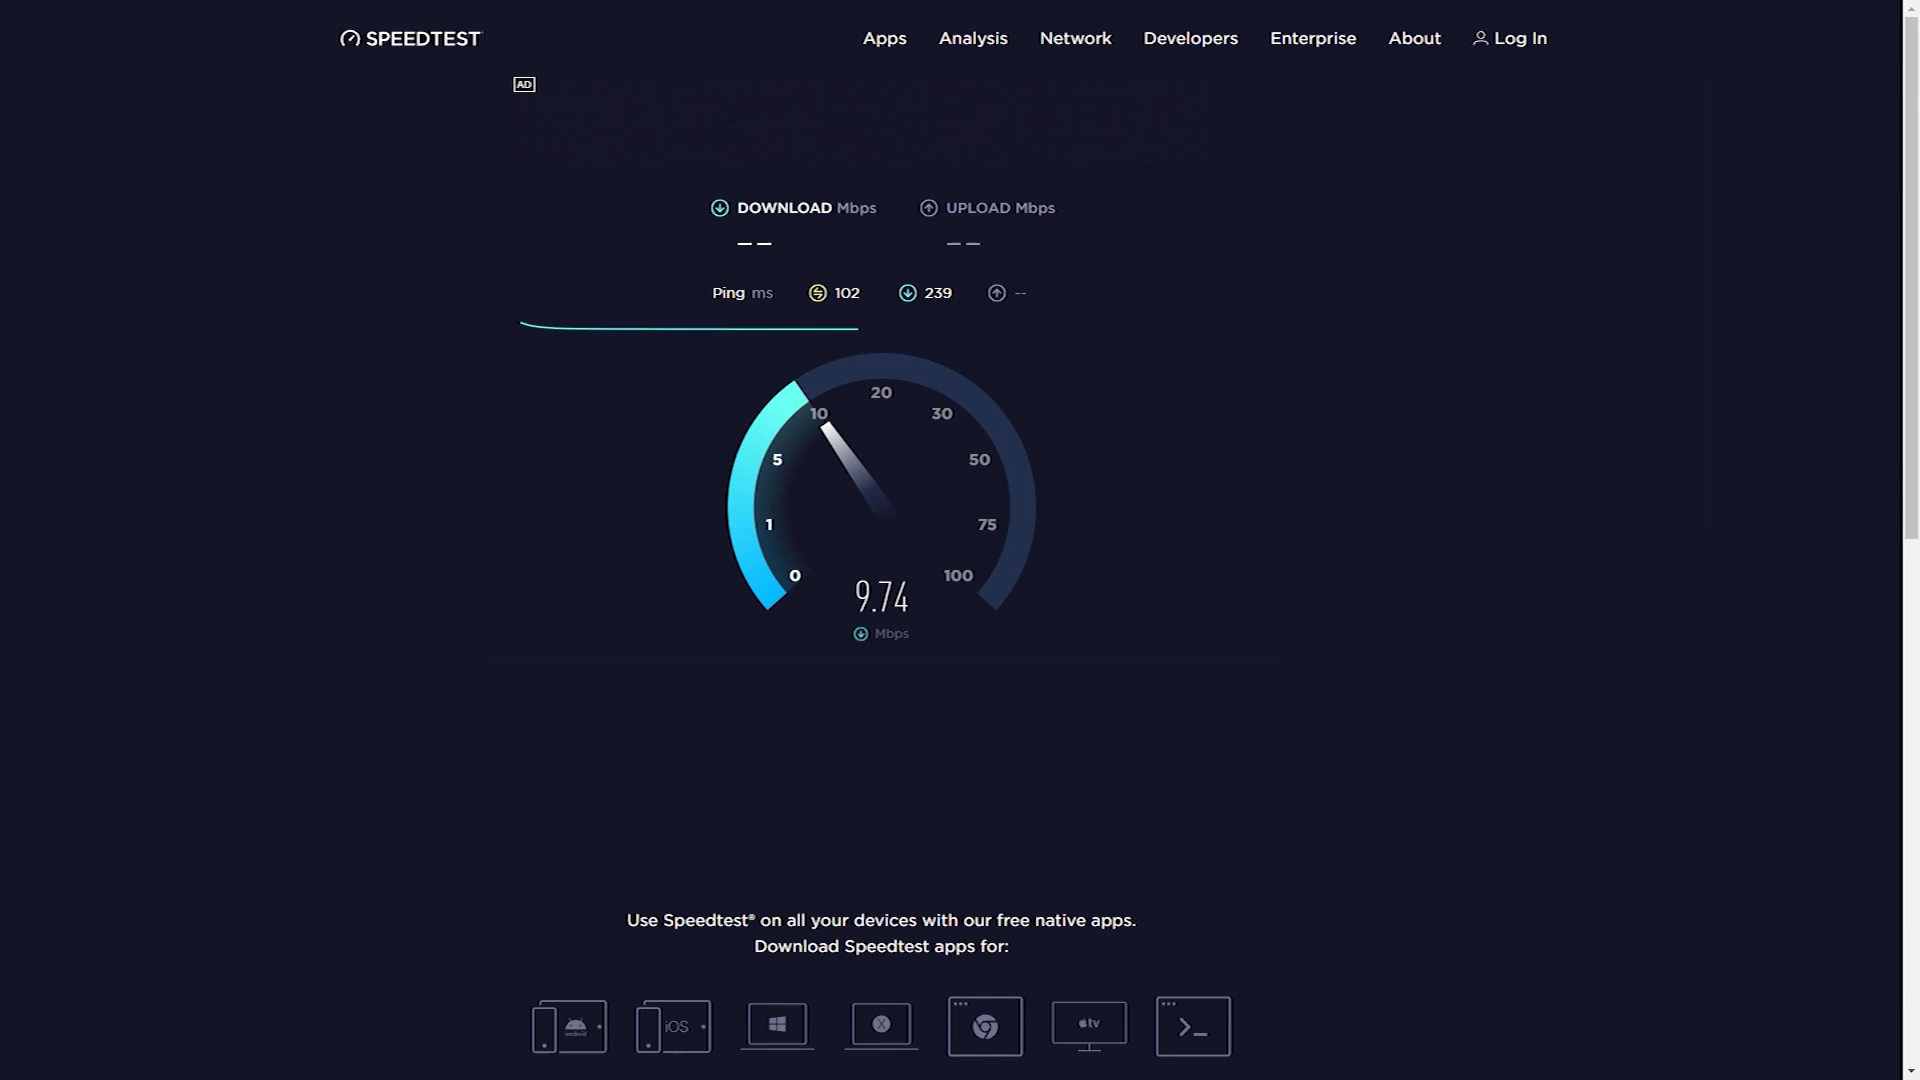 SPEEDTEST
Apps Analysis Network Developers Enterprise About Log In
AD
DOWNLOAD Mbps UPLOAD Mbps
— — — —
Ping ms 102 239 --
20
10 30
5 50
1 75
0 100
9.74
Mbps
Use Speedtest® on all your devices with our free native apps.
Download Speedtest apps for:
android iOS X tv